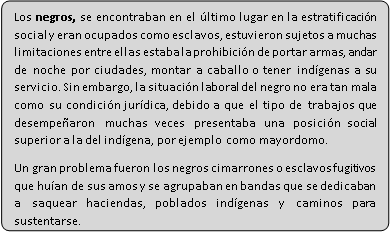 Los negros, se encontraban en el último lugar en la estratificación
social y eran ocupados como esclavos, estuvieron sujetos a muchas
limitaciones entre ellas estaba la prohibición de portar armas, andar
de noche por ciudades, montar a caballo o tener indígenas a su
servicio. Sin embargo, la situación laboral del negro no era tan mala
como su condición jurídica, debido a que el tipo de trabajos que
desempeñaron muchas veces presentaba una posición social
superior a la del indígena, por ejemplo como mayordomo.
Un gran problema fueron los negros cimarrones o esclavos fugitivos
que huían de sus amos y se agrupaban en bandas que se dedicaban
a saquear haciendas, poblados indígenas y caminos para
sustentarse.